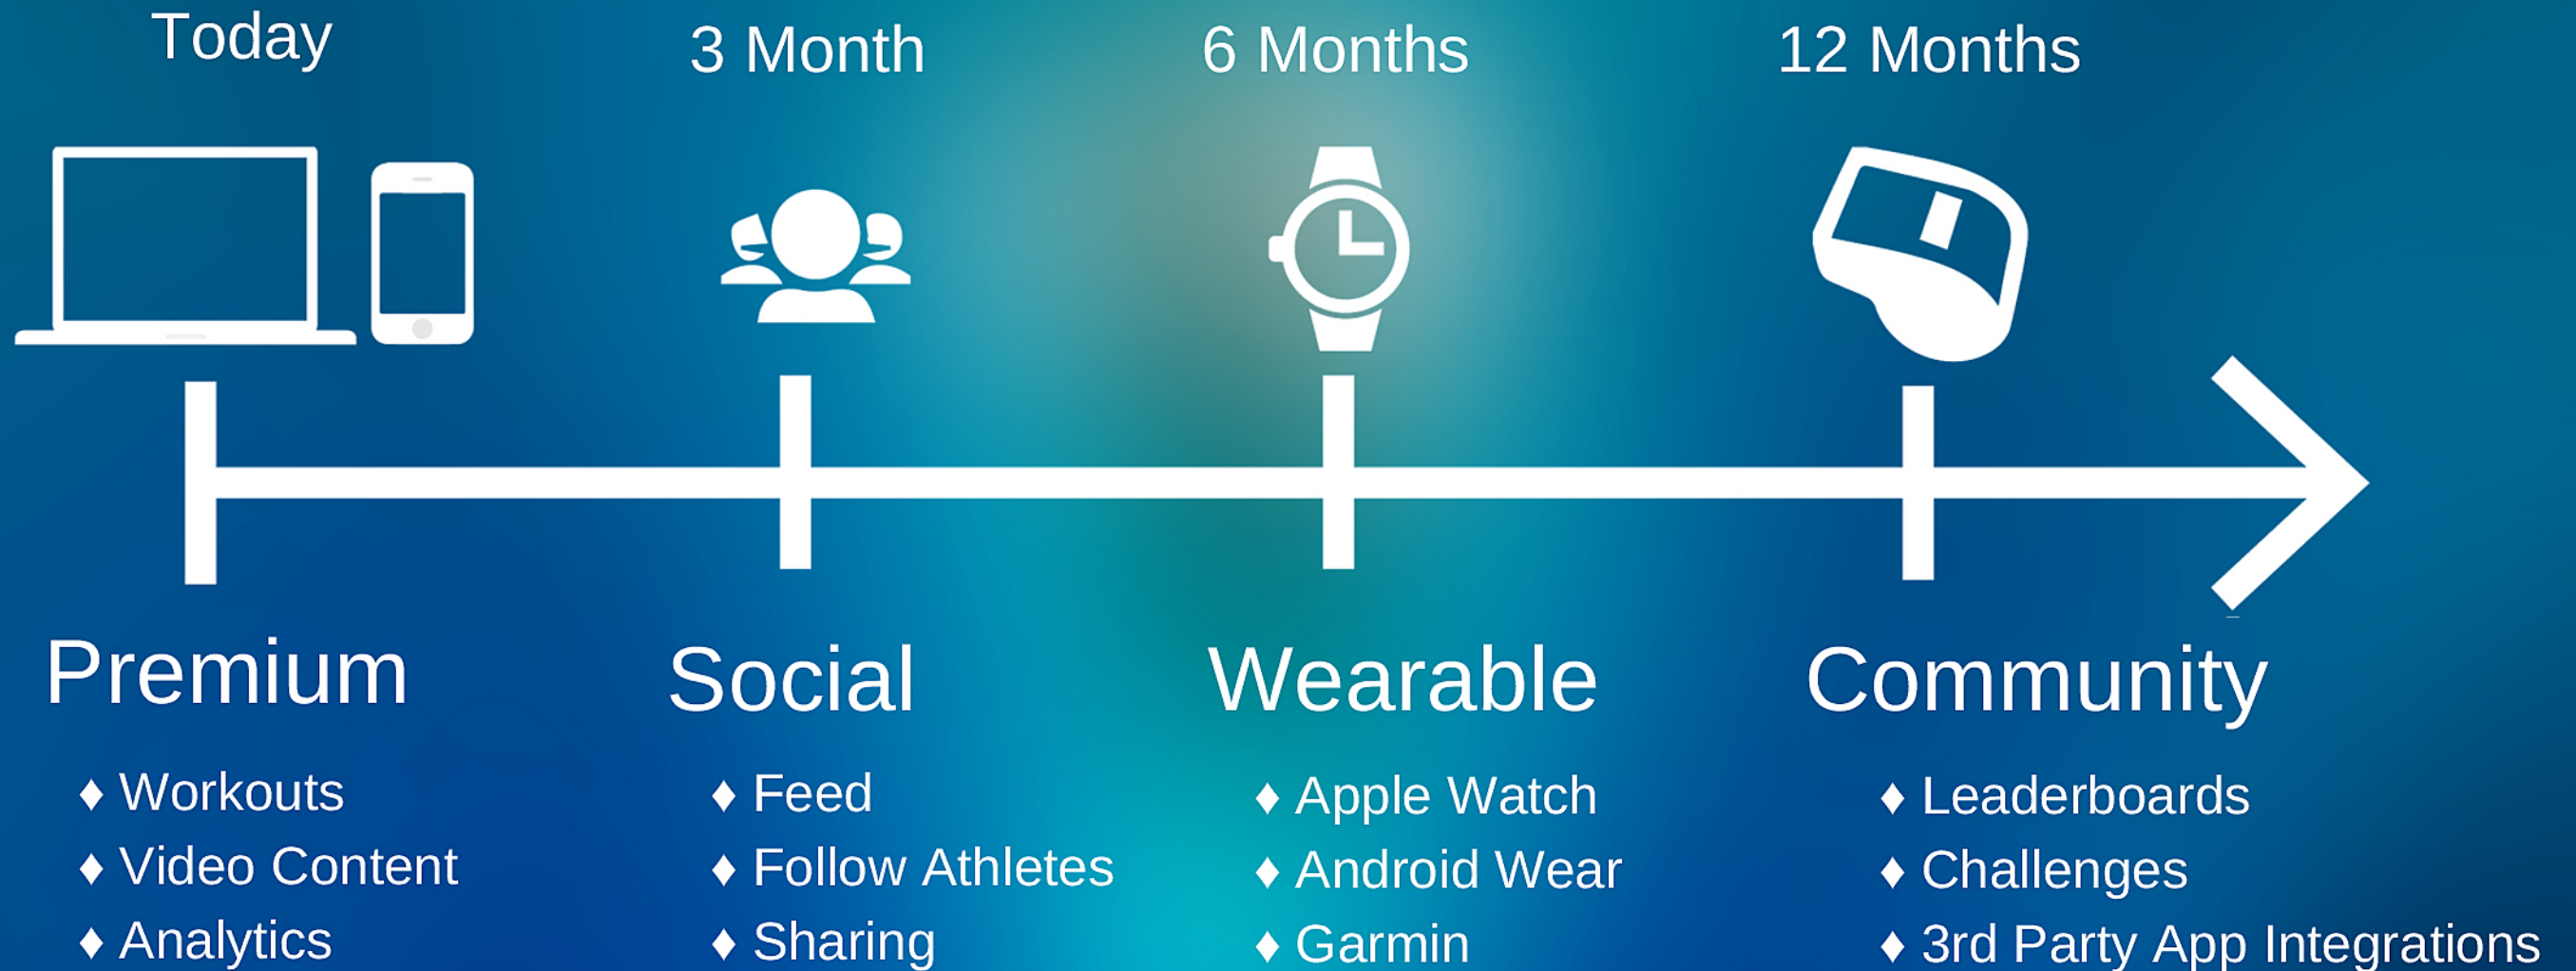 Today
3 Month
6 Months
12 Months
Premium
♦ Workouts
♦ Video Content
♦ Analytics
Social
♦ Feed
♦ Follow Athletes
♦ Sharing
Wearable
♦ Apple Watch
♦ Android Wear
♦ Garmin
Community
♦ Leaderboards
♦ Challenges
♦ 3rd Party App Integrations